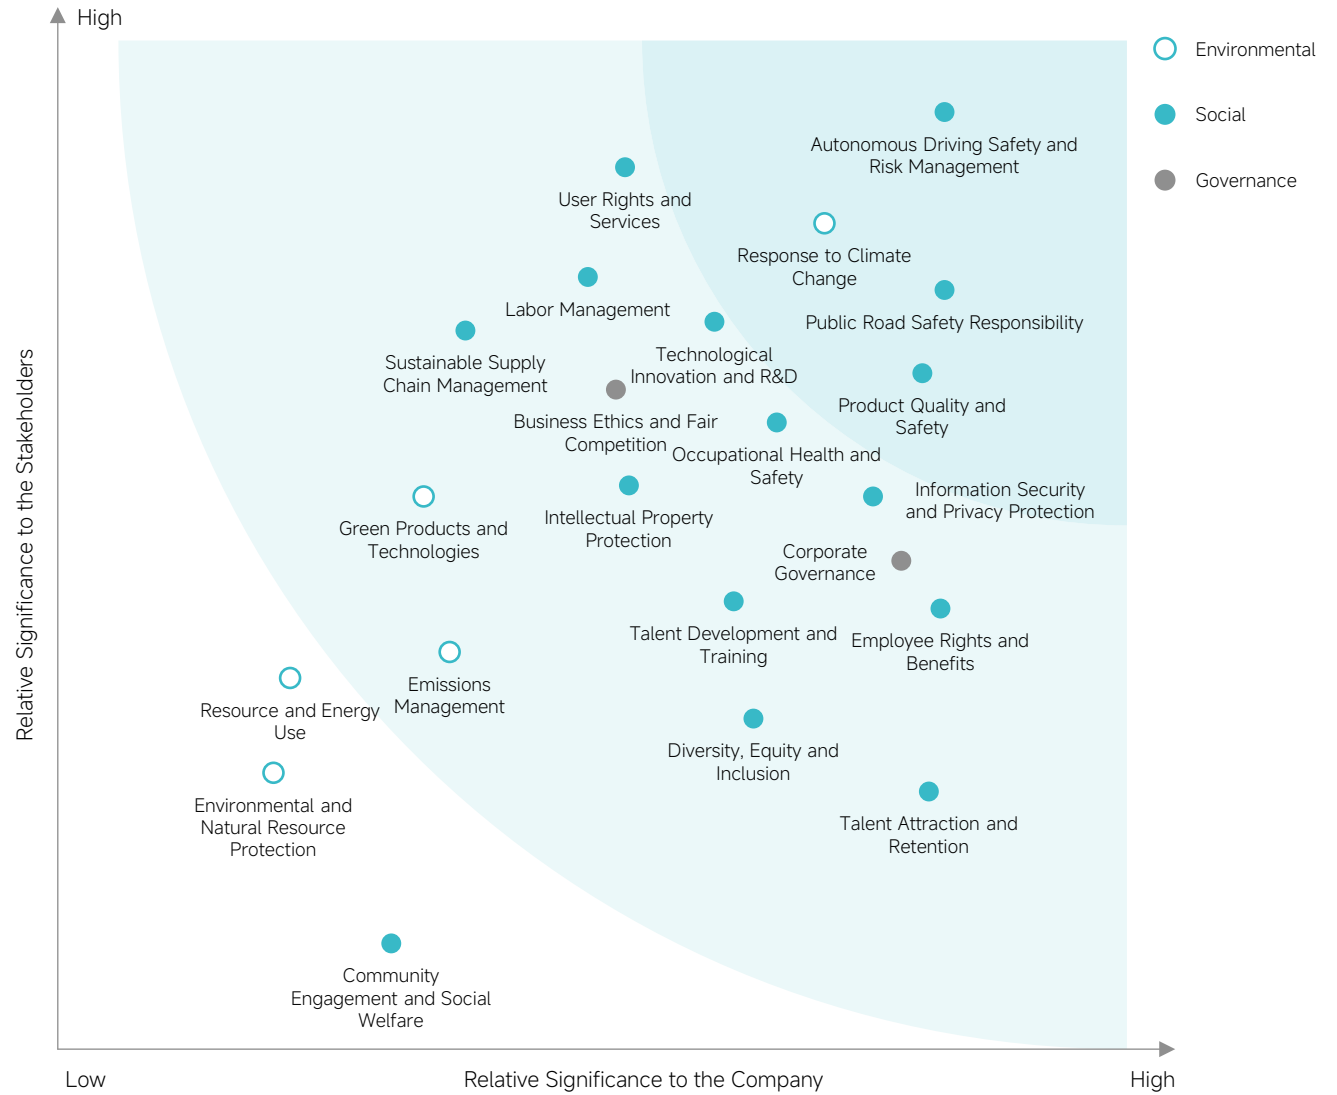 High
Environmental
Social
Governance
Autonomous Driving Safety and
Risk Management
User Rights and
Services
Response to Climate
Change
Labor Management
Public Road Safety Responsibility
Sustainable Supply
Chain Management
Technological
Innovation and R&D
Business Ethics and Fair
Competition
Product Quality and
Safety
Occupational Health and
Safety
Green Products and
Technologies
Intellectual Property
Protection
Information Security
and Privacy Protection
Corporate
Governance
Talent Development and
Training
Employee Rights and
Benefits
Emissions
Management
Resource and Energy
Use
Diversity, Equity and
Inclusion
Environmental and
Natural Resource
Protection
Talent Attraction and
Retention
Community
Engagement and Social
Welfare
Relative Significance to the Stakeholders
Low
Relative Significance to the Company
High